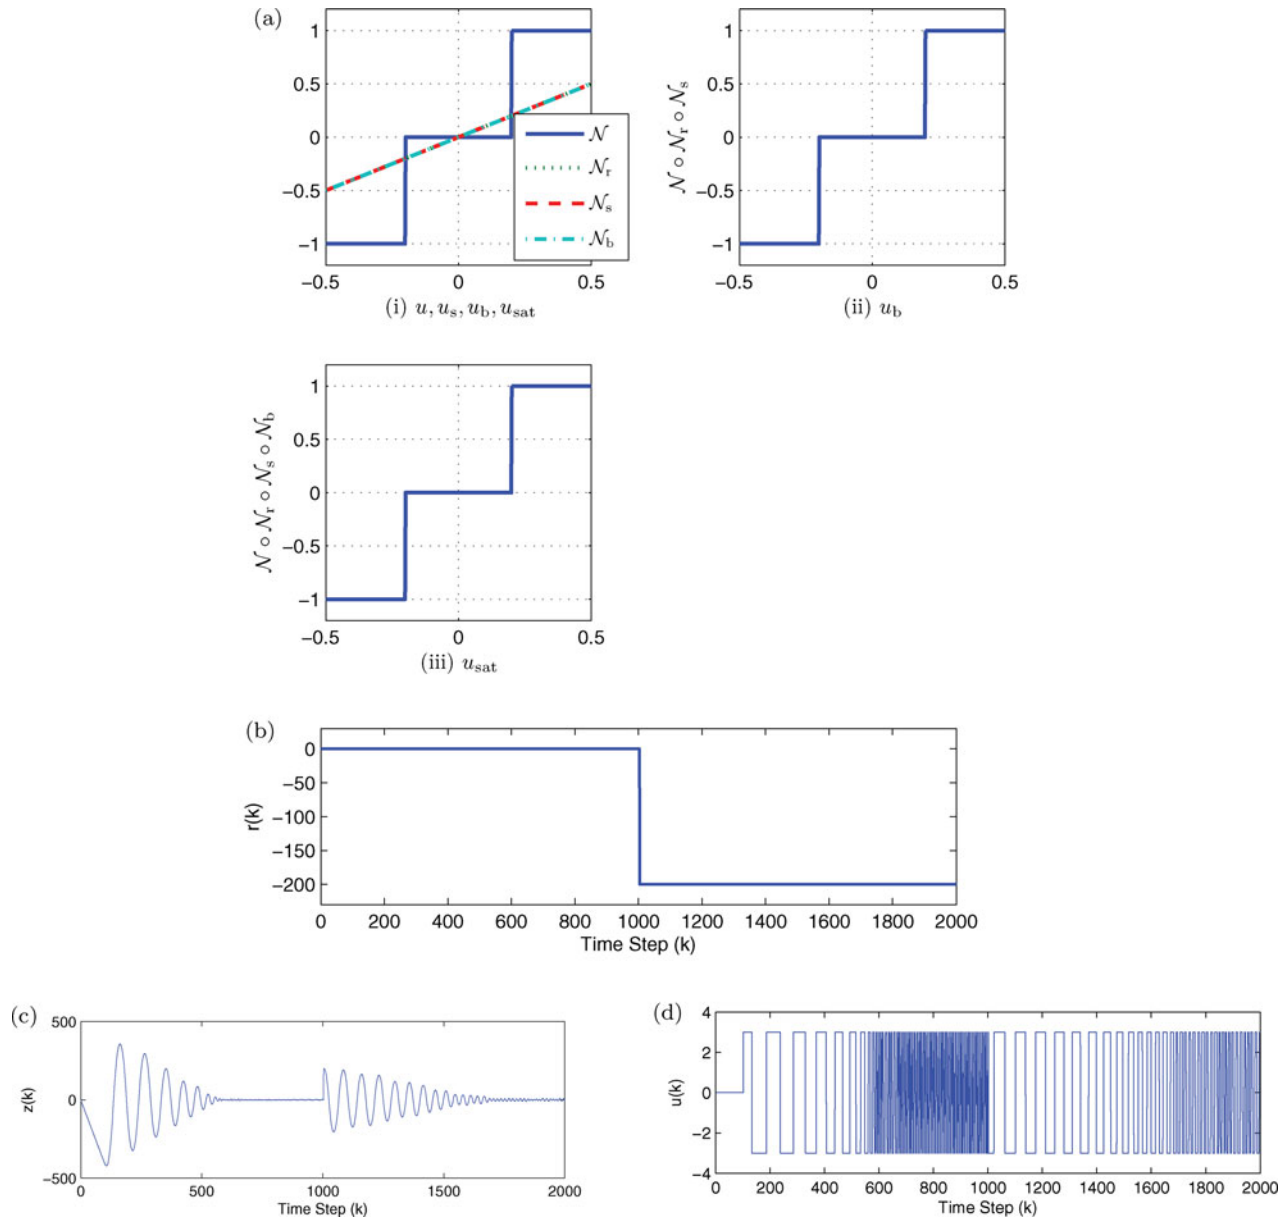 (a)
1
0.5
0
−0.5
−1
−0.5 0 0.5
𝒩
𝒩r
𝒩s
𝒩b
(i) u, us, ub, usat
𝒩 ∘ 𝒩r ∘ 𝒩s
1
0.5
0
−0.5
−1
−0.5 0 0.5
(ii) ub
𝒩 ∘ 𝒩r ∘ 𝒩s ∘ 𝒩b
1
0.5
0
−0.5
−1
−0.5 0 0.5
(iii) usat
(b)
r(k)
0
−50
−100
−150
−200
0 200 400 600 800 1000 1200 1400 1600 1800 2000
Time Step (k)
(c)
z(k)
500
0
−500
0 500 1000 1500 2000
Time Step (k)
(d)
u(k)
4
2
0
−2
−4
0 200 400 600 800 1000 1200 1400 1600 1800 2000
Time Step (k)